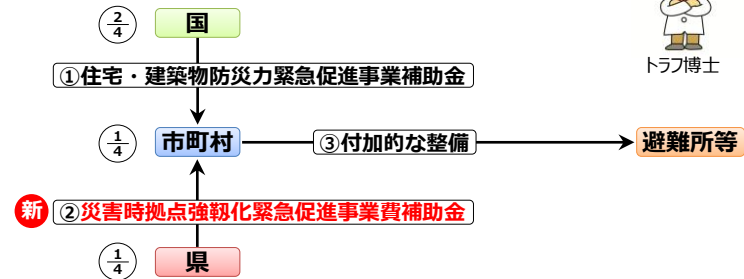 2/4
国
トラフ博士
①住宅・建築物防災力緊急促進事業補助金
1/4
市町村
③付加的な整備
避難所等
新
②災害時拠点強靱化緊急促進事業費補助金
1/4
県